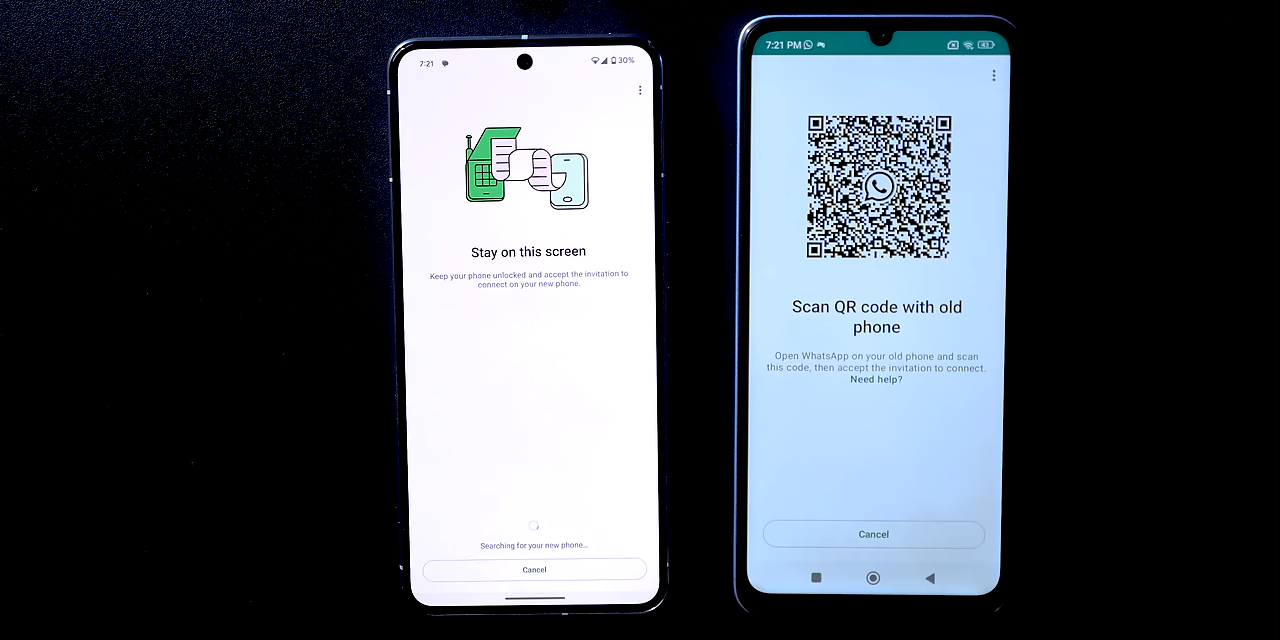 7:21
30%
Stay on this screen
Keep your phone unlocked and accept the invitation to
connect on your new phone.
Searching for your new phone...
Cancel
7:21 PM
43
Scan QR code with old
phone
Open WhatsApp on your old phone and scan
this code, then accept the invitation to connect.
Need help?
Cancel